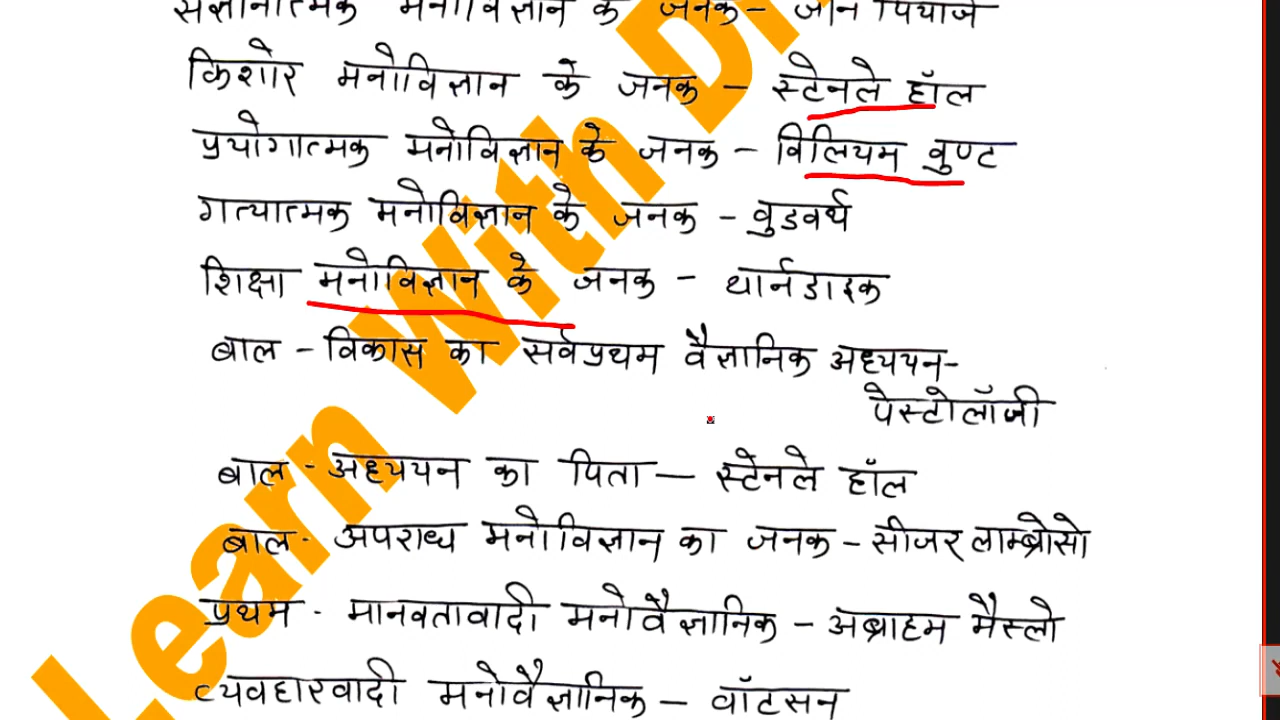 संज्ञानात्मक मनोविज्ञान के जनक - जीन पियाजे
किशोर मनोविज्ञान के जनक - स्टेनले हॉल
प्रयोगात्मक मनोविज्ञान के जनक - विलियम वुण्ट
गत्यात्मक मनोविज्ञान के जनक - वुडवर्थ
शिक्षा मनोविज्ञान के जनक - थार्नडाइक
बाल - विकास का सर्वप्रथम वैज्ञानिक अध्ययन-
पेस्टोलॉजी
बाल - अध्ययन का पिता — स्टेनले हॉल
बाल - अपराध मनोविज्ञान का जनक - सीजर लाम्ब्रोसो
प्रथम - मानवतावादी मनोवैज्ञानिक - अब्राहम मैस्लो
व्यवहारवादी मनोवैज्ञानिक - वॉटसन
Learn With Di